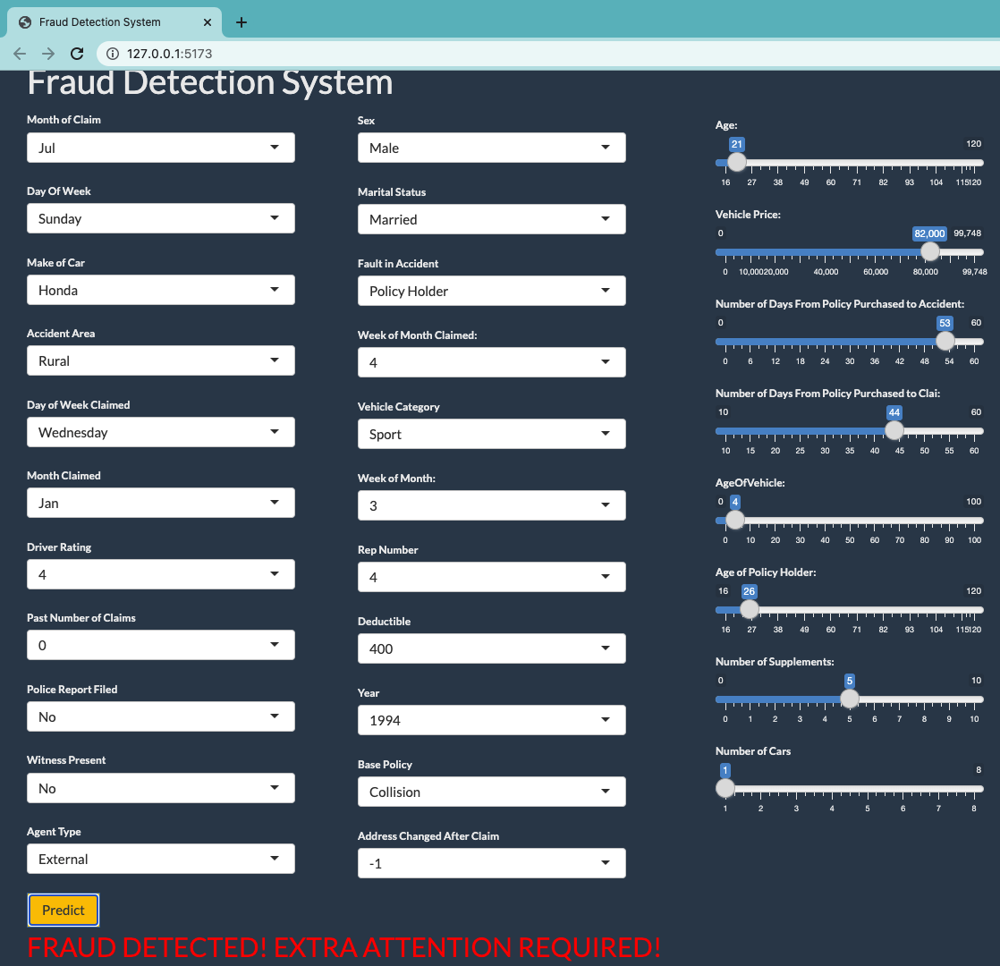 Fraud Detection System
127.0.0.1:5173
Fraud Detection System
Month of Claim
Jul
Day Of Week
Sunday
Make of Car
Honda
Accident Area
Rural
Day of Week Claimed
Wednesday
Month Claimed
Jan
Driver Rating
4
Past Number of Claims
0
Police Report Filed
No
Witness Present
No
Agent Type
External
Sex
Male
Marital Status
Married
Fault in Accident
Policy Holder
Week of Month Claimed:
4
Vehicle Category
Sport
Week of Month:
3
Rep Number
4
Deductible
400
Year
1994
Base Policy
Collision
Address Changed After Claim
-1
Age:
21 120
16 27 38 49 60 71 82 93 104 115 120
Vehicle Price:
0 82,000 99,748
0 10,000 20,000 40,000 60,000 80,000 99,748
Number of Days From Policy Purchased to Accident:
0 53 60
0 6 12 18 24 30 36 42 48 54 60
Number of Days From Policy Purchased to Clai:
10 44 60
10 15 20 25 30 35 40 45 50 55 60
AgeOfVehicle:
0 4 100
0 10 20 30 40 50 60 70 80 90 100
Age of Policy Holder:
16 26 120
16 27 38 49 60 71 82 93 104 115 120
Number of Supplements:
0 5 10
0 1 2 3 4 5 6 7 8 9 10
Number of Cars
1 8
1 2 3 4 5 6 7 8
Predict
FRAUD DETECTED! EXTRA ATTENTION REQUIRED!